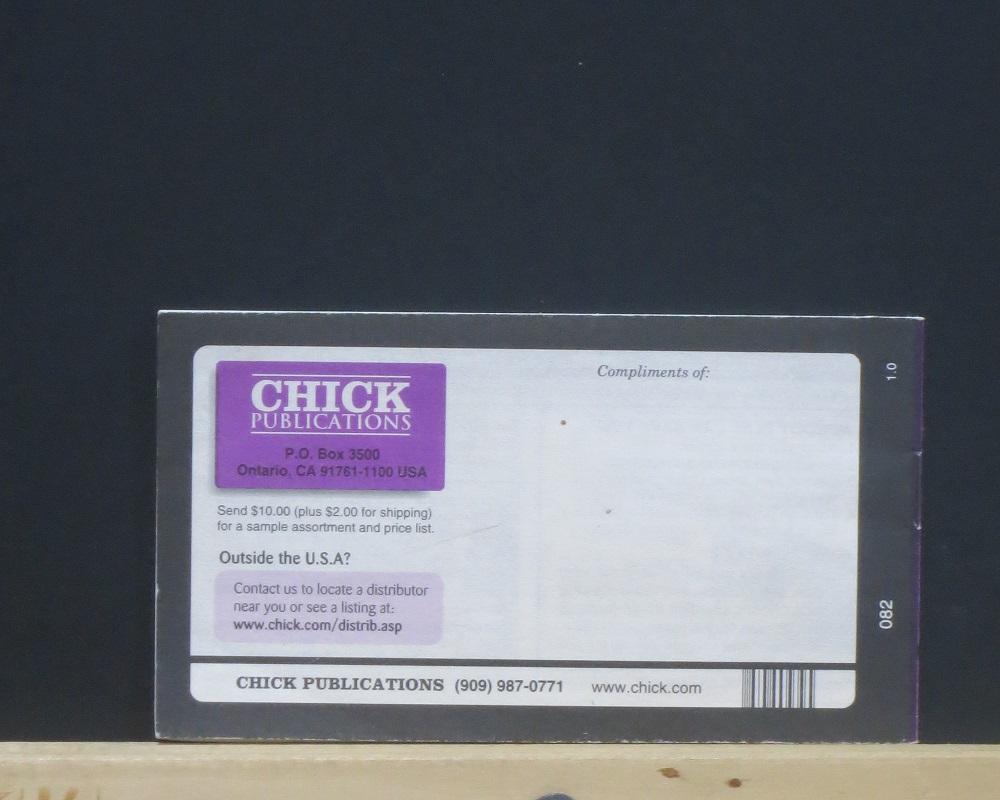 CHICK
PUBLICATIONS
P.O. Box 3500
Ontario, CA 91761-1100 USA
Send $10.00 (plus $2.00 for shipping)
for a sample assortment and price list.
Outside the U.S.A?
Contact us to locate a distributor
near you or see a listing at:
www.chick.com/distrib.asp
Compliments of:
CHICK PUBLICATIONS (909) 987-0771 www.chick.com
1.0
082